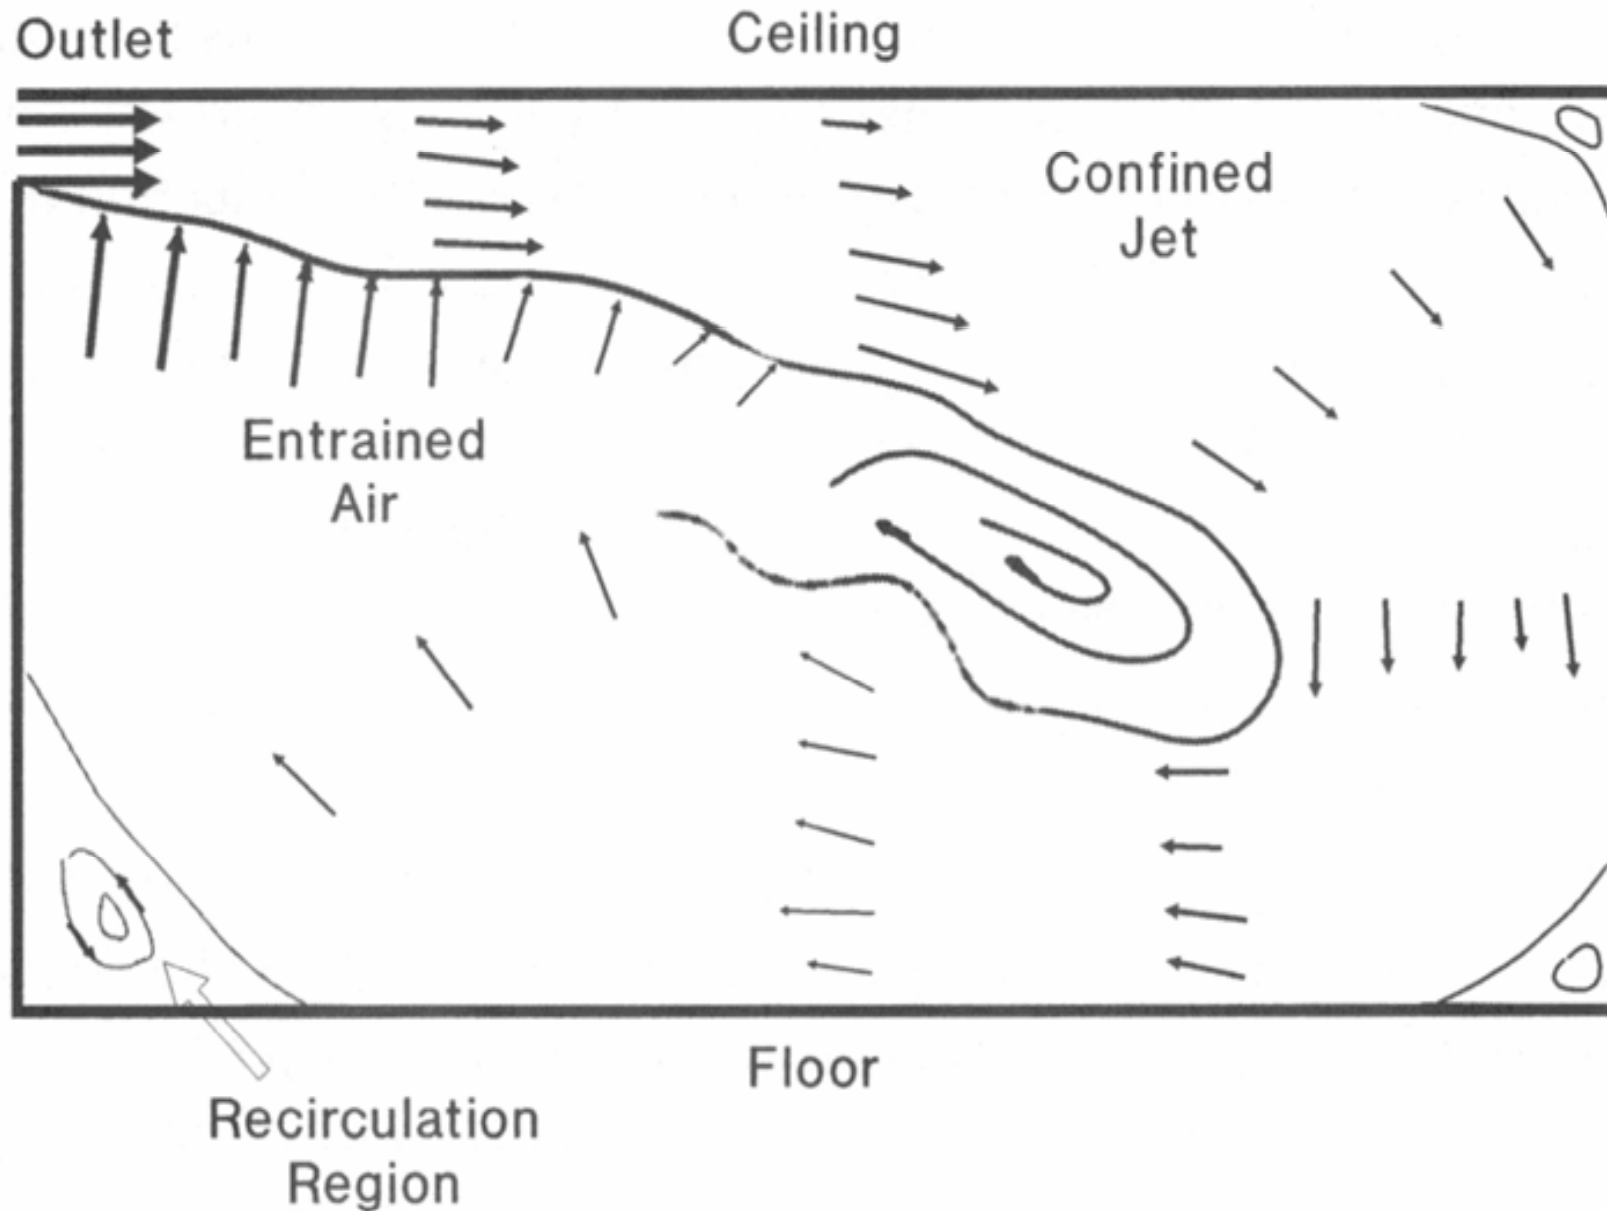 Outlet
Ceiling
Confined
Jet
Entrained
Air
Floor
Recirculation
Region